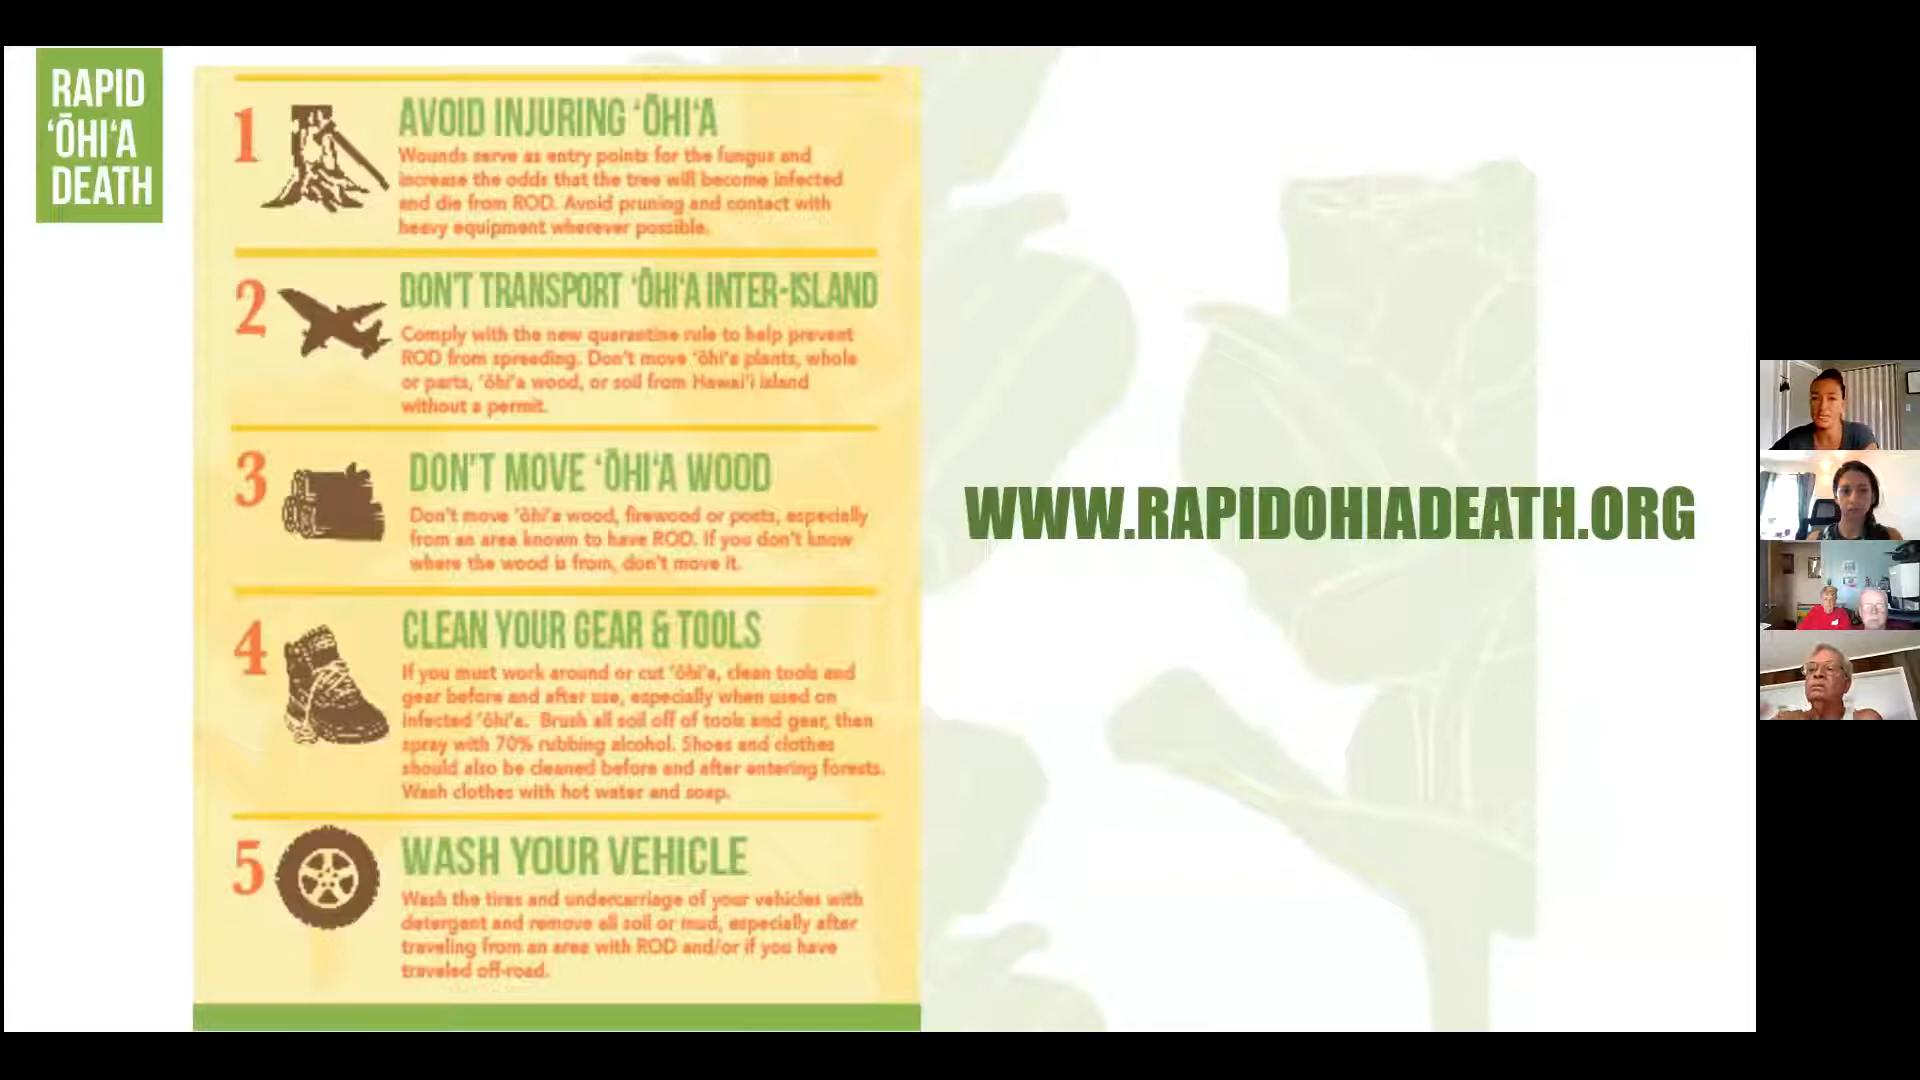 RAPID
‘ŌHI‘A
DEATH
1
AVOID INJURING ‘ŌHI‘A
Wounds serve as entry points for the fungus and
increase the odds that the tree will become infected
and die from ROD. Avoid pruning and contact with
heavy equipment wherever possible.
2
DON'T TRANSPORT ‘ŌHI‘A INTER-ISLAND
Comply with the new quarantine rule to help prevent
ROD from spreading. Don't move ‘ōhi‘a plants, whole
or parts, ‘ōhi‘a wood, or soil from Hawai‘i island
without a permit.
3
DON'T MOVE ‘ŌHI‘A WOOD
Don't move ‘ōhi‘a wood, firewood or posts, especially
from an area known to have ROD. If you don't know
where the wood is from, don't move it.
4
CLEAN YOUR GEAR & TOOLS
If you must work around or cut ‘ōhi‘a, clean tools and
gear before and after use, especially when used on
infected ‘ōhi‘a. Brush all soil off of tools and gear, then
spray with 70% rubbing alcohol. Shoes and clothes
should also be cleaned before and after entering forests.
Wash clothes with hot water and soap.
5
WASH YOUR VEHICLE
Wash the tires and undercarriage of your vehicles with
detergent and remove all soil or mud, especially after
traveling from an area with ROD and/or if you have
traveled off-road.
WWW.RAPIDOHIADEATH.ORG